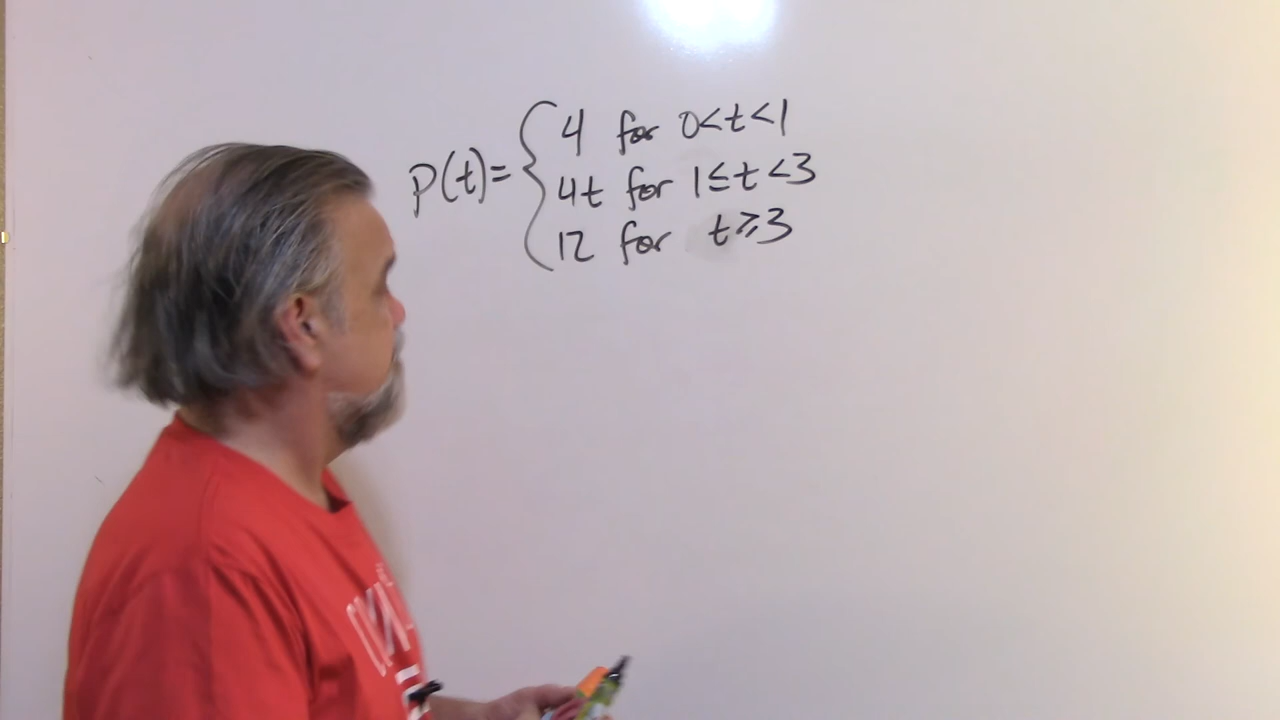 P(t)= { 4 for 0<t<1
4t for 1≤t<3
12 for t≥3